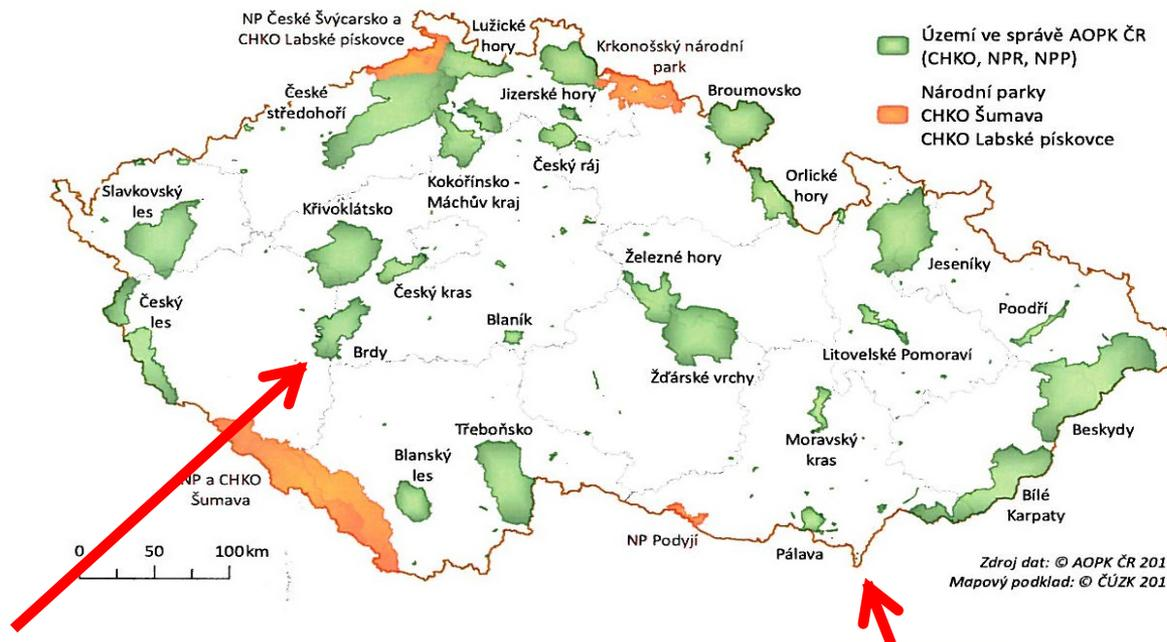 NP České Švýcarsko a
CHKO Labské pískovce
Lužické
hory
Krkonošský národní
park
Území ve správě AOPK ČR
(CHKO, NPR, NPP)
Národní parky
CHKO Šumava
CHKO Labské pískovce
České
středohoří
Jizerské hory
Broumovsko
Český ráj
Slavkovský
les
Kokořínsko -
Máchův kraj
Orlické
hory
Křivoklátsko
Železné hory
Jeseníky
Český kras
Český
les
Poodří
Blaník
Brdy
Litovelské Pomoraví
Žďárské vrchy
Třeboňsko
Beskydy
Moravský
kras
Blanský
les
NP a CHKO
Šumava
Bílé
Karpaty
NP Podyjí
Pálava
0 50 100 km
Zdroj dat: © AOPK ČR 201
Mapový podklad: © ČÚZK 201